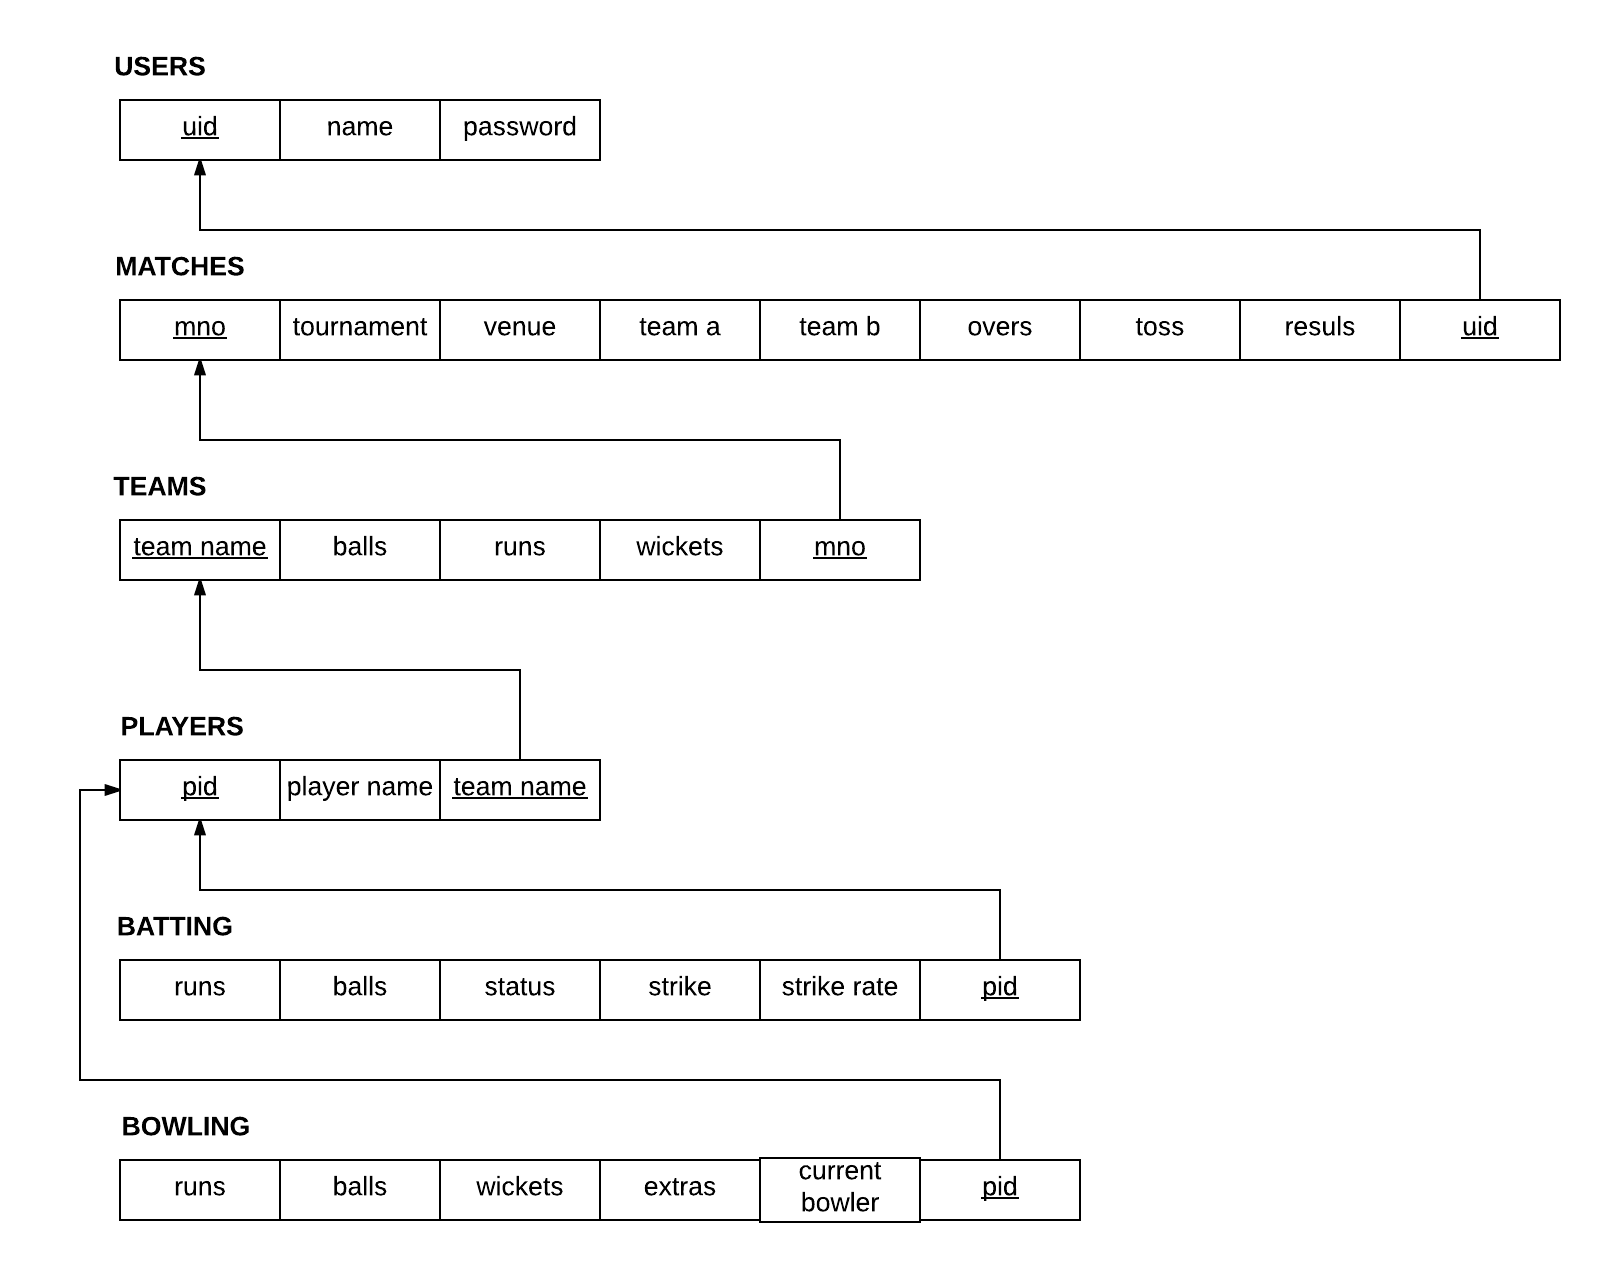 USERS
uid name password
MATCHES
mno tournament venue team a team b overs toss resuls uid
TEAMS
team name balls runs wickets mno
PLAYERS
pid player name team name
BATTING
runs balls status strike strike rate pid
BOWLING
runs balls wickets extras current bowler pid